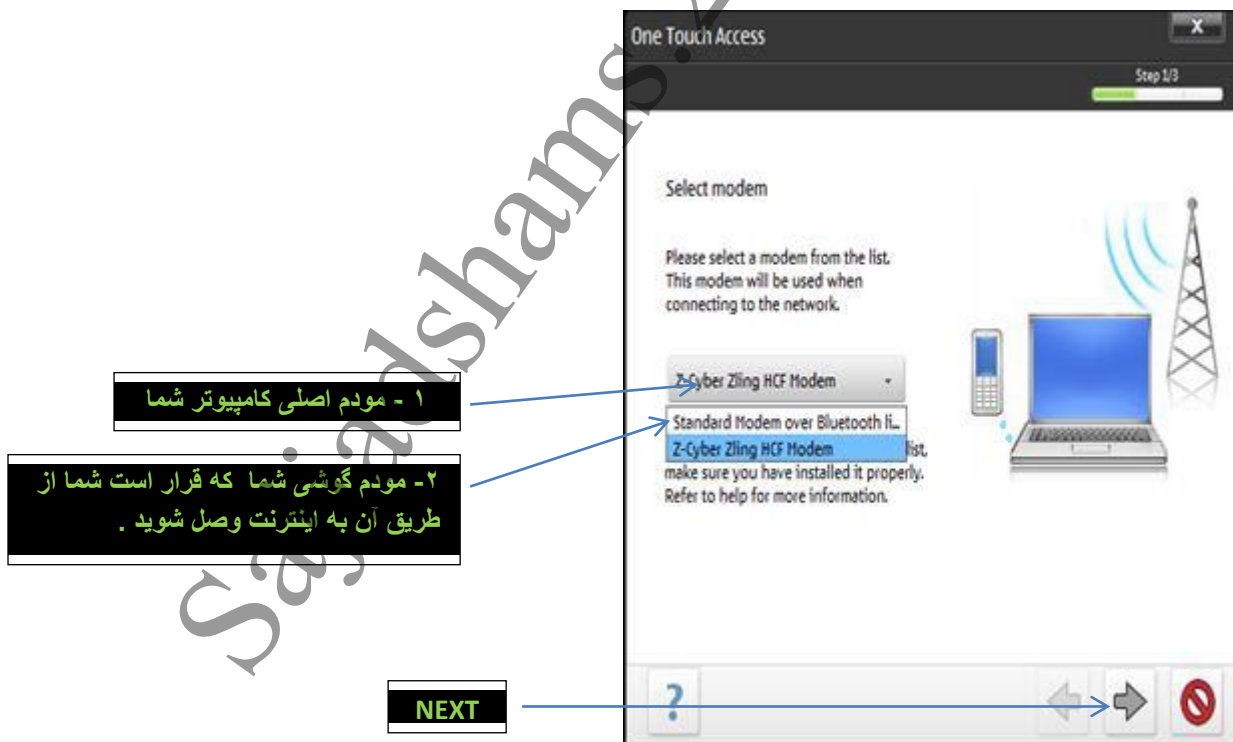 One Touch Access
X
Step 1/3
Select modem
Please select a modem from the list.
This modem will be used when
connecting to the network.
Z-Cyber Zling HCF Modem
Standard Modem over Bluetooth li...
Z-Cyber Zling HCF Modem
list,
make sure you have installed it properly.
Refer to help for more information.
۱ - مودم اصلی کامپیوتر شما
۲- مودم گوشی شما که قرار است شما از
طریق آن به اینترنت وصل شوید .
NEXT
?
Sajadshams.